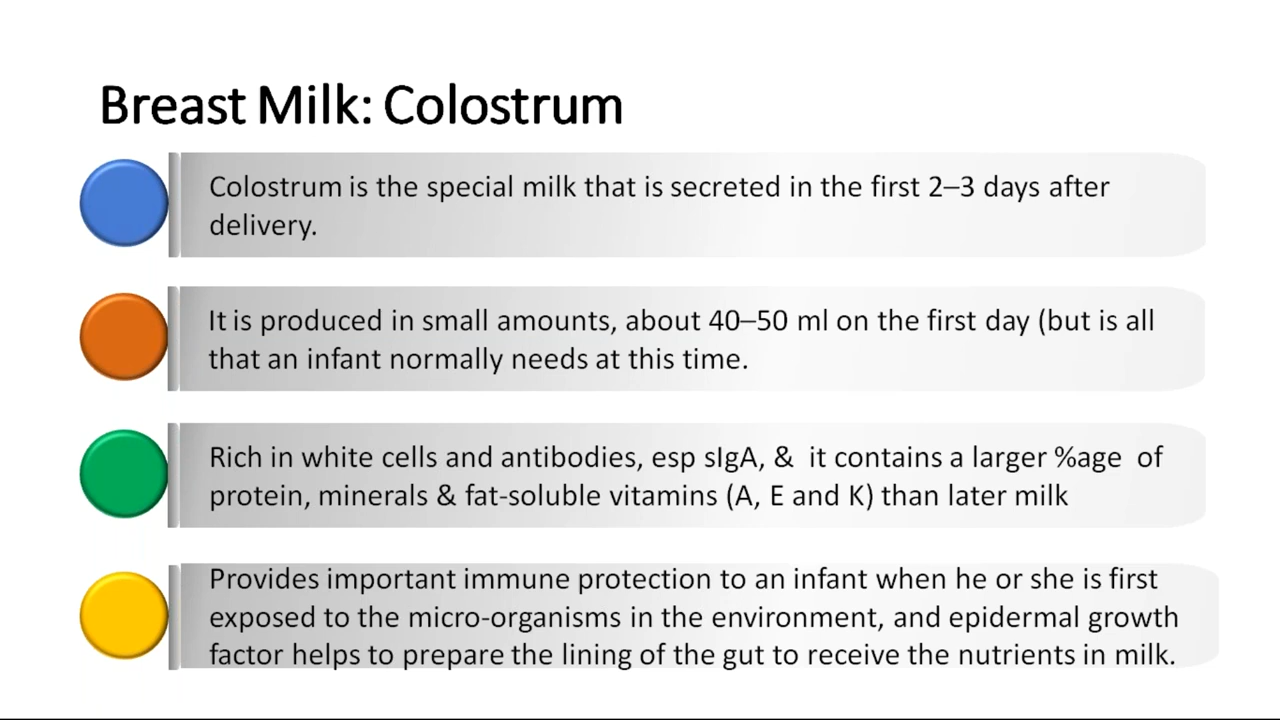 Breast Milk: Colostrum
Colostrum is the special milk that is secreted in the first 2–3 days after
delivery.
It is produced in small amounts, about 40–50 ml on the first day (but is all
that an infant normally needs at this time.
Rich in white cells and antibodies, esp sIgA, &  it contains a larger %age  of
protein, minerals & fat-soluble vitamins (A, E and K) than later milk
Provides important immune protection to an infant when he or she is first
exposed to the micro-organisms in the environment, and epidermal growth
factor helps to prepare the lining of the gut to receive the nutrients in milk.